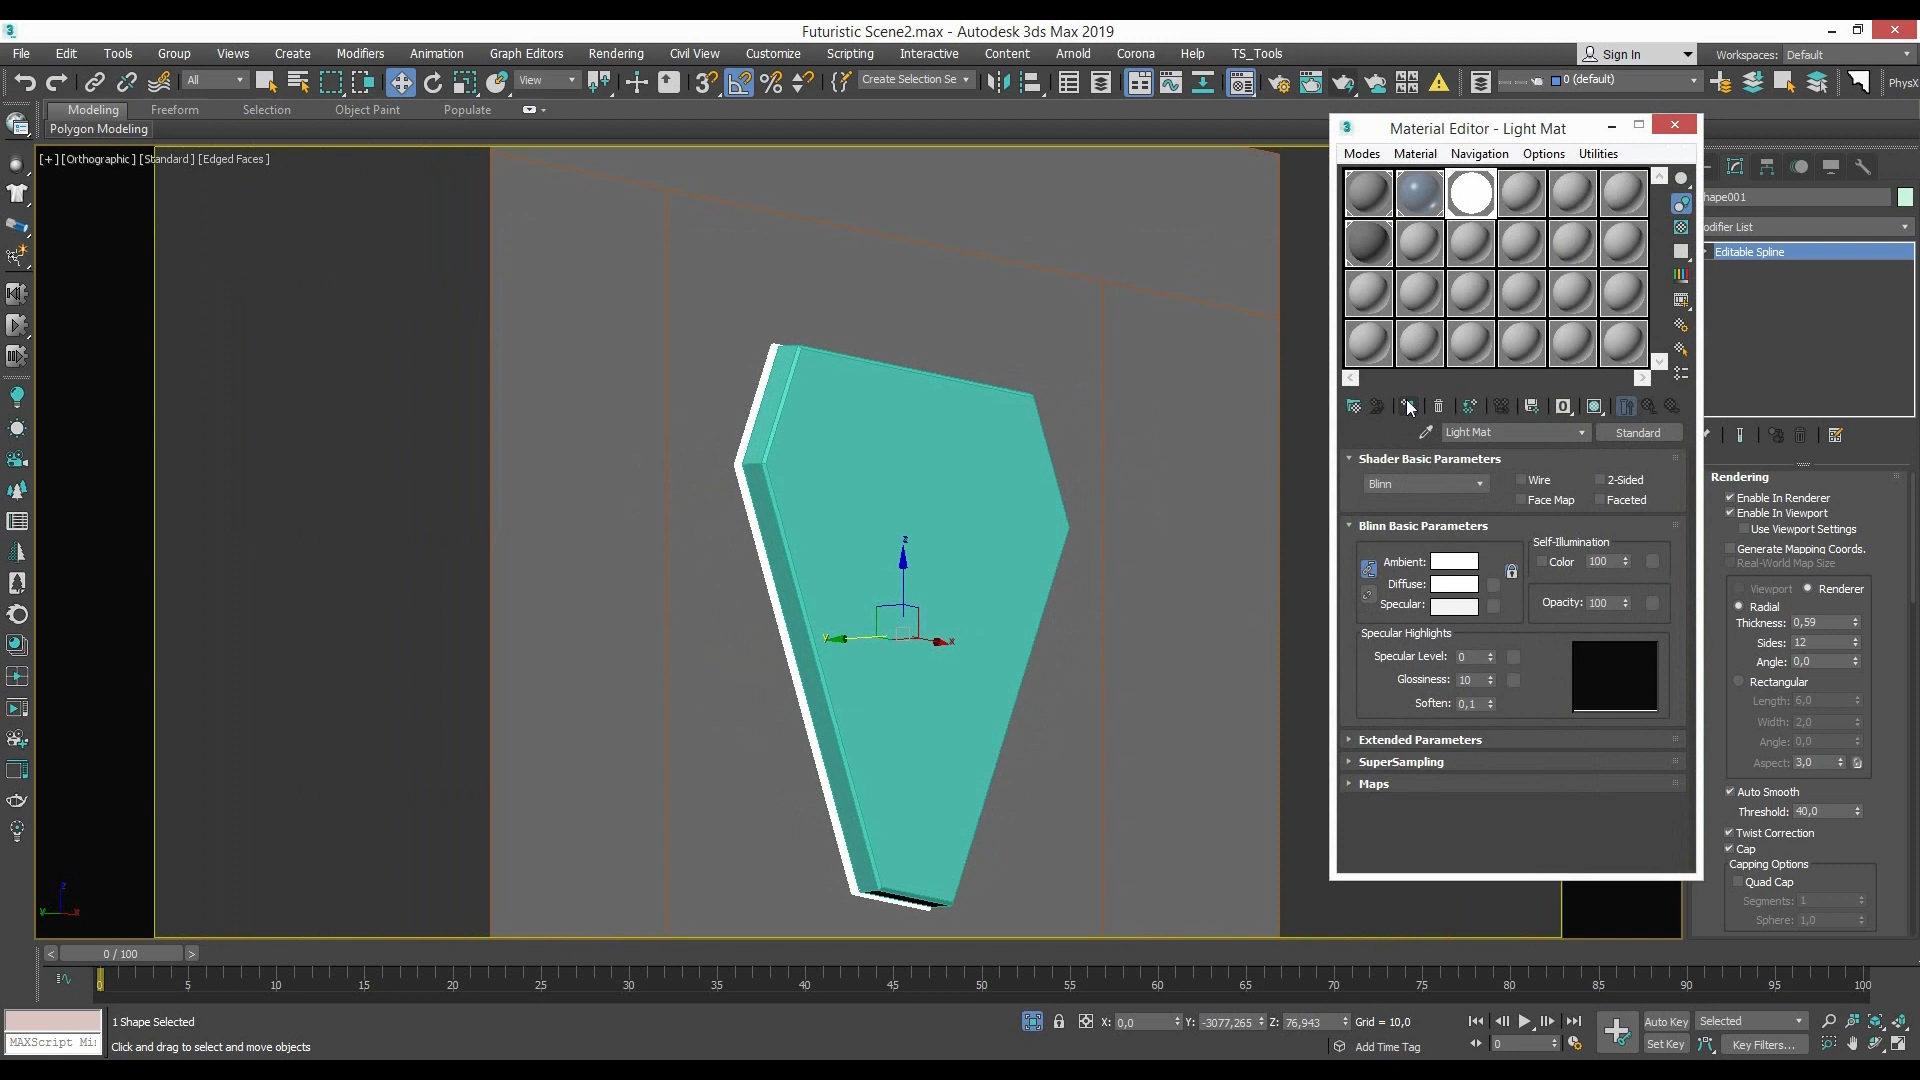 Futuristic Scene2.max - Autodesk 3ds Max 2019
File Edit Tools Group Views Create Modifiers Animation Graph Editors Rendering Civil View Customize Scripting Interactive Content Arnold Corona Help TS_Tools
Sign In Workspaces: Default
All View Create Selection Se 0 (default) PhysX
Modeling Freeform Selection Object Paint Populate
Polygon Modeling
[+] [Orthographic] [Standard] [Edged Faces]
Material Editor - Light Mat
Modes Material Navigation Options Utilities
Light Mat Standard
Shader Basic Parameters
Blinn Wire 2-Sided
Face Map Faceted
Blinn Basic Parameters
Self-Illumination
Ambient: Color 100
Diffuse:
Specular: Opacity: 100
Specular Highlights
Specular Level: 0
Glossiness: 10
Soften: 0,1
Extended Parameters
SuperSampling
Maps
hape001
odifier List
Editable Spline
Rendering
Enable In Renderer
Enable In Viewport
Use Viewport Settings
Generate Mapping Coords.
Real-World Map Size
Viewport Renderer
Radial
Thickness: 0,59
Sides: 12
Angle: 0,0
Rectangular
Length: 6,0
Width: 2,0
Angle: 0,0
Aspect: 3,0
Auto Smooth
Threshold: 40,0
Twist Correction
Cap
Capping Options
Quad Cap
Segments: 1
Sphere: 1,0
z
y x
z
y x
< 0 / 100 >
0 5 10 15 20 25 30 35 40 45 50 55 60 65 70 75 80 85 90 95 100
1 Shape Selected X: 0,0 Y: -3077,265 Z: 76,943 Grid = 10,0 Auto Key Selected
MAXScript Mi Click and drag to select and move objects Add Time Tag 0 Set Key Key Filters...